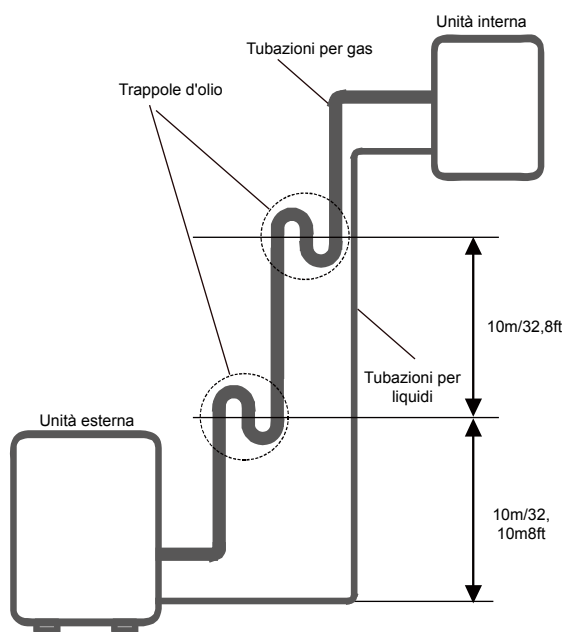 Unità interna
Tubazioni per gas
Trappole d'olio
10m/32,8ft
Tubazioni per
liquidi
Unità esterna
10m/32,
10m8ft